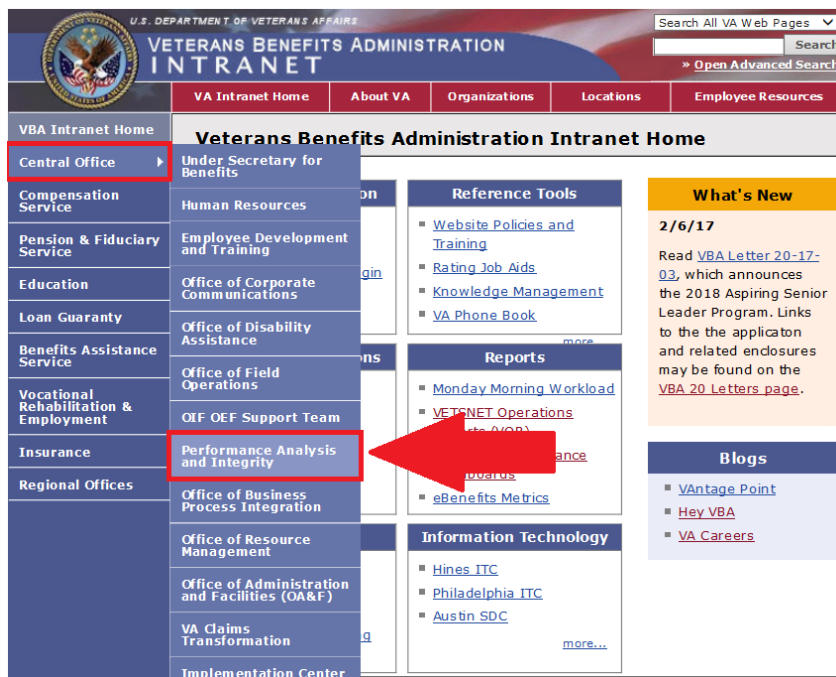 U.S. DEPARTMENT OF VETERANS AFFAIRS
VETERANS BENEFITS ADMINISTRATION
INTRANET
Search All VA Web Pages
Search
» Open Advanced Search
VA Intranet Home
About VA
Organizations
Locations
Employee Resources
VBA Intranet Home
Central Office
Compensation
Service
Pension & Fiduciary
Service
Education
Loan Guaranty
Benefits Assistance
Service
Vocational
Rehabilitation &
Employment
Insurance
Regional Offices
Veterans Benefits Administration Intranet Home
Under Secretary for
Benefits
Human Resources
Employee Development
and Training
Office of Corporate
Communications
Office of Disability
Assistance
Office of Field
Operations
OIF OEF Support Team
Performance Analysis
and Integrity
Office of Business
Process Integration
Office of Resource
Management
Office of Administration
and Facilities (OA&F)
VA Claims
Transformation
Implementation Center
Reference Tools
Website Policies and
Training
Rating Job Aids
Knowledge Management
VA Phone Book
more...
Reports
Monday Morning Workload
VETSNET Operations
eBenefits Metrics
Information Technology
Hines ITC
Philadelphia ITC
Austin SDC
more...
What's New
2/6/17
Read VBA Letter 20-17-
03, which announces
the 2018 Aspiring Senior
Leader Program. Links
to the the applicaton
and related enclosures
may be found on the
VBA 20 Letters page.
Blogs
VAntage Point
Hey VBA
VA Careers